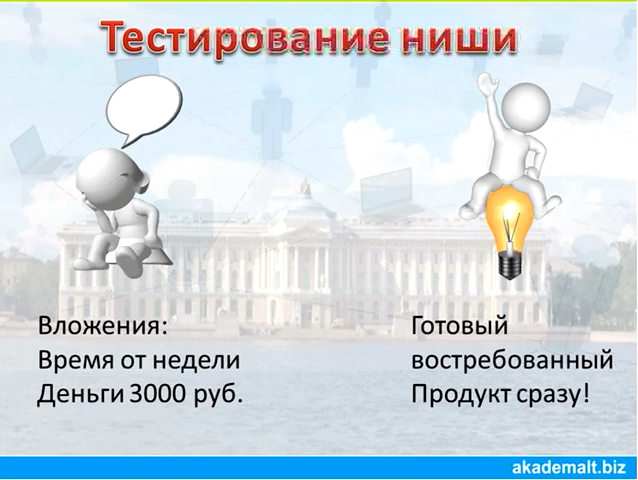 Тестирование ниши
Вложения:
Время от недели
Деньги 3000 руб.
Готовый
востребованный
Продукт сразу!
akademalt.biz